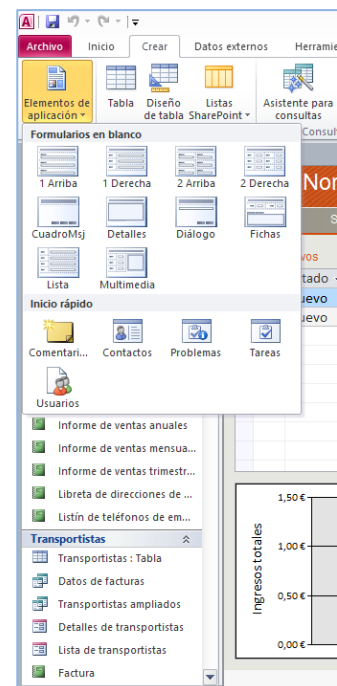 A
Archivo Inicio Crear Datos externos Herramie
Elementos de aplicación Tabla Diseño de tabla Listas SharePoint Asistente para consultas
Consul
Formularios en blanco
1 Arriba 1 Derecha 2 Arriba 2 Derecha
CuadroMsj Detalles Diálogo Fichas
Lista Multimedia
Inicio rápido
Comentari... Contactos Problemas Tareas
Usuarios
Nor
S
vos
tado
uevo
uevo
Informe de ventas anuales
Informe de ventas mensua...
Informe de ventas trimestr...
Libreta de direcciones de ...
Listín de teléfonos de em...
Transportistas
Transportistas : Tabla
Datos de facturas
Transportistas ampliados
Detalles de transportistas
Lista de transportistas
Factura
Ingresos totales
1,50 €
1,00 €
0,50 €
0,00 €